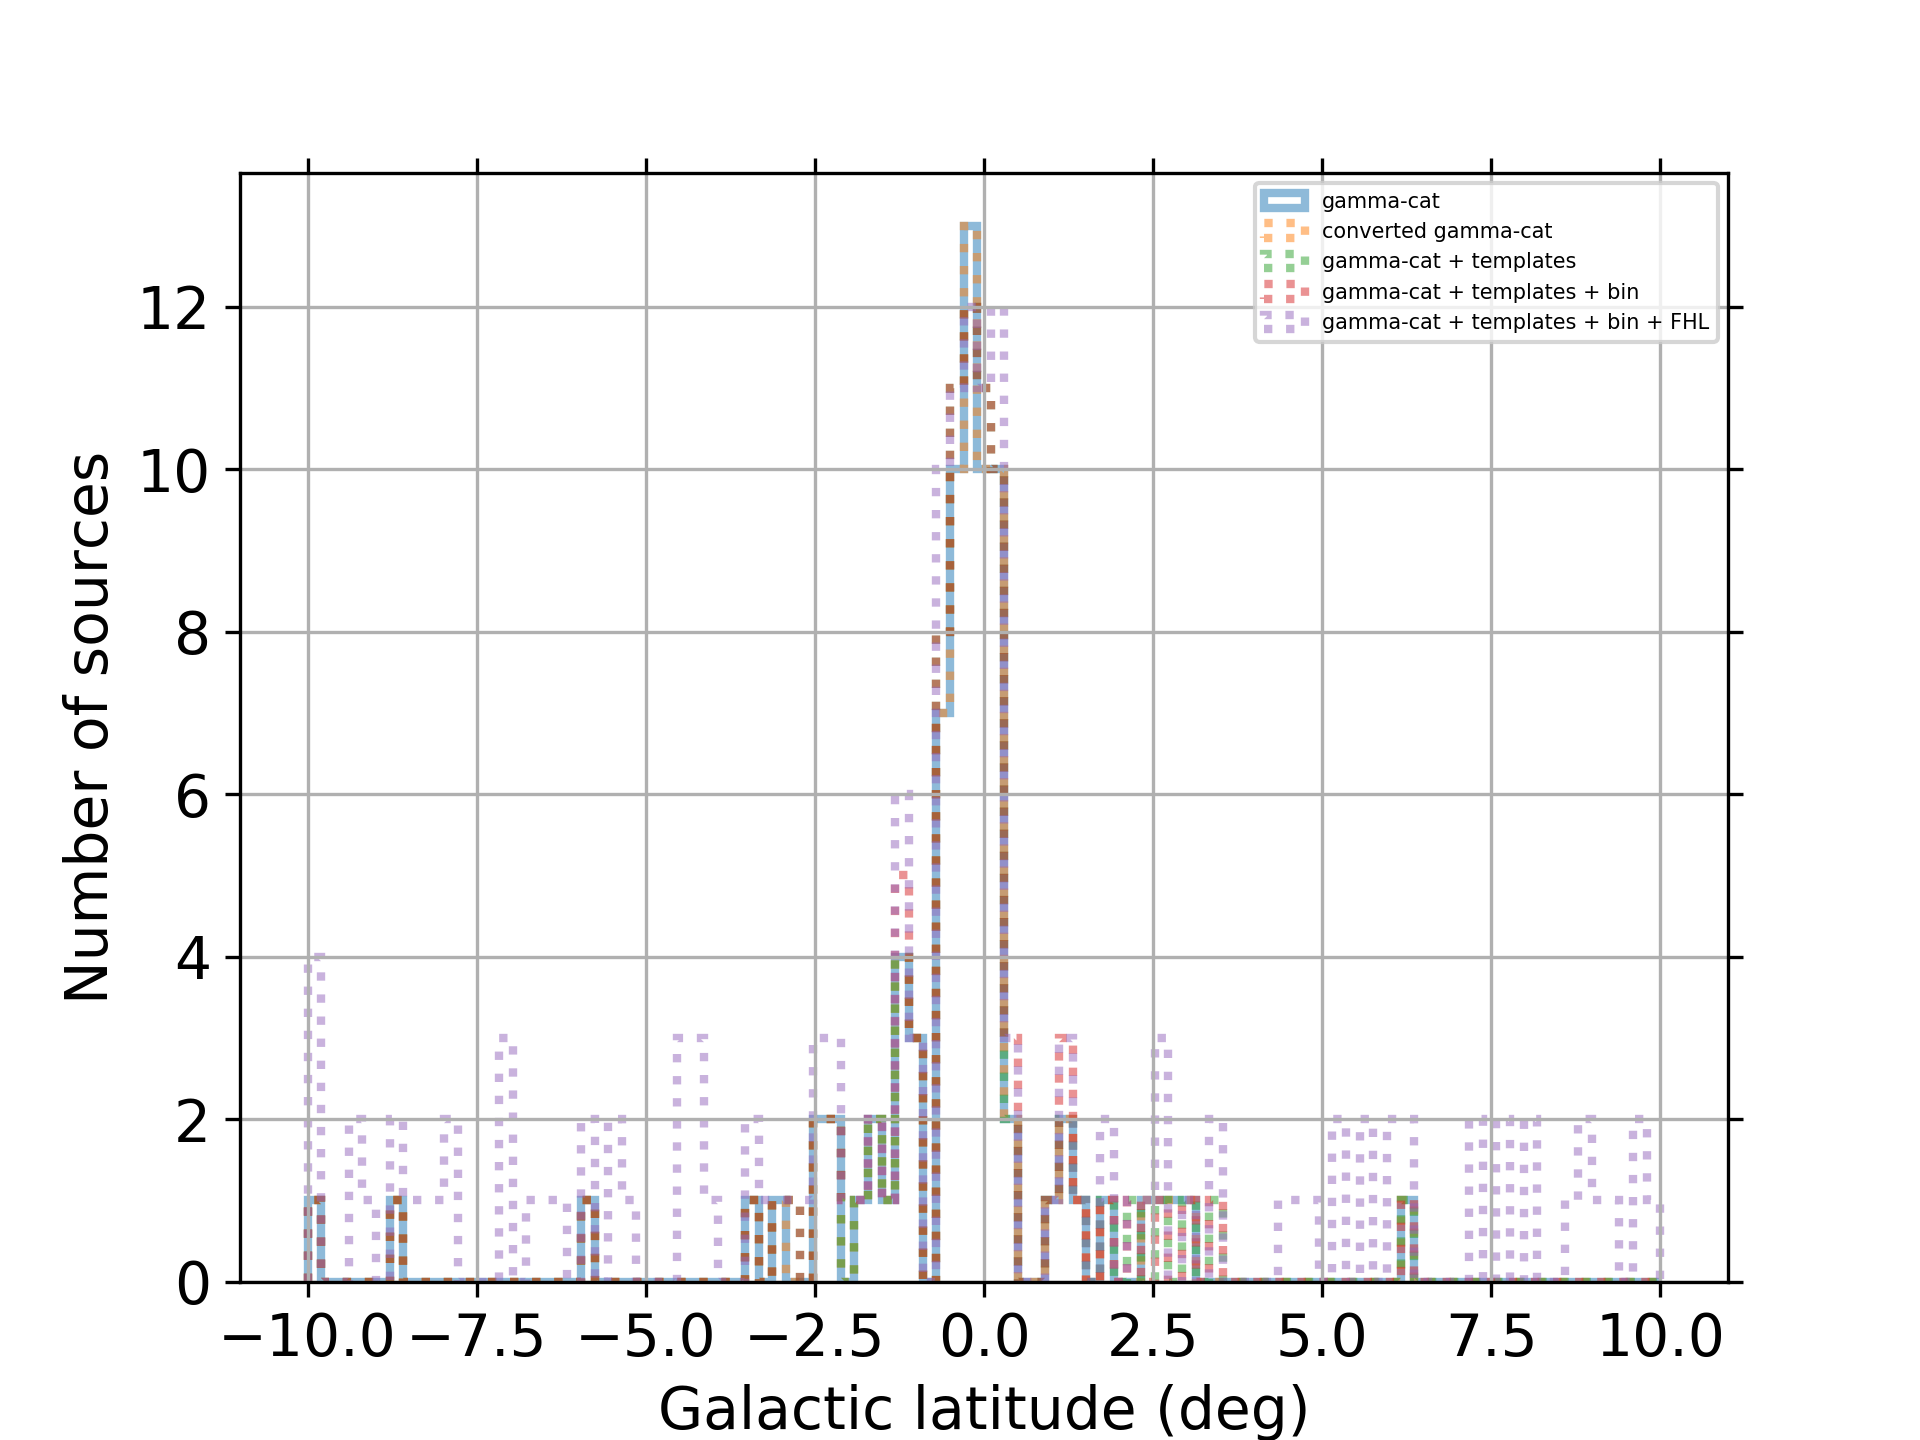 gamma-cat
converted gamma-cat
gamma-cat + templates
gamma-cat + templates + bin
gamma-cat + templates + bin + FHL
12
10
8
6
4
2
0
Number of sources
−10.0 −7.5 −5.0 −2.5 0.0 2.5 5.0 7.5 10.0
Galactic latitude (deg)